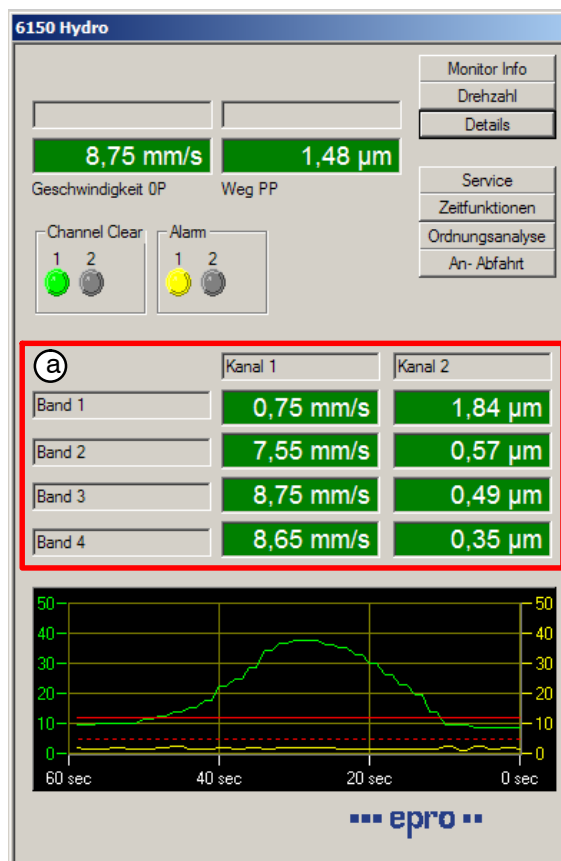 6150 Hydro
Monitor Info
Drehzahl
Details
8,75 mm/s 1,48 µm
Geschwindigkeit 0P Weg PP
Service
Zeitfunktionen
Ordnungsanalyse
An- Abfahrt
Channel Clear Alarm
1 2 1 2
a
Kanal 1 Kanal 2
Band 1 0,75 mm/s 1,84 µm
Band 2 7,55 mm/s 0,57 µm
Band 3 8,75 mm/s 0,49 µm
Band 4 8,65 mm/s 0,35 µm
50 50
40 40
30 30
20 20
10 10
0 0
60 sec 40 sec 20 sec 0 sec
epro